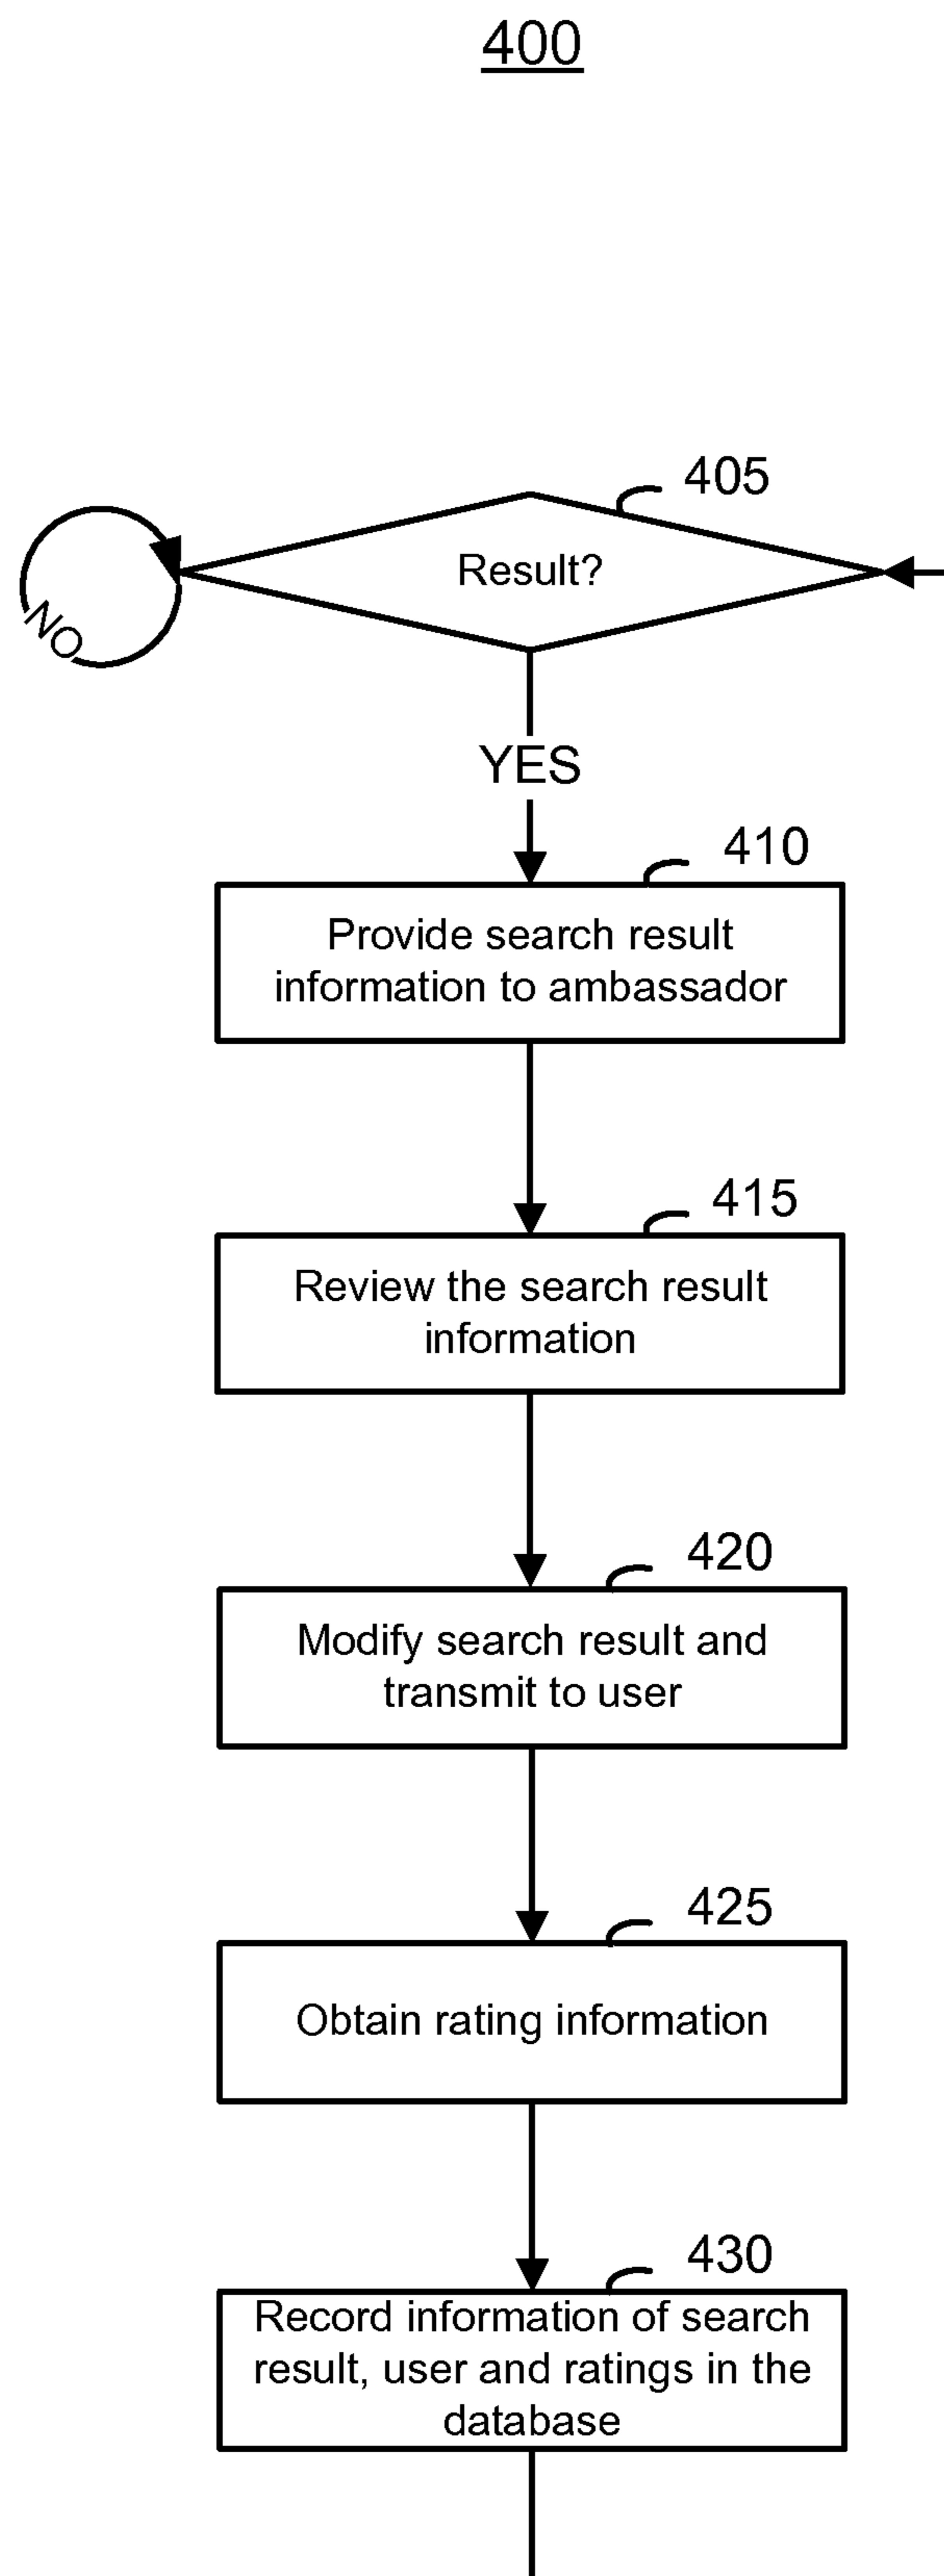 400
405
Result?
NO
YES
410
Provide search result
information to ambassador
415
Review the search result
information
420
Modify search result and
transmit to user
425
Obtain rating information
430
Record information of search
result, user and ratings in the
database